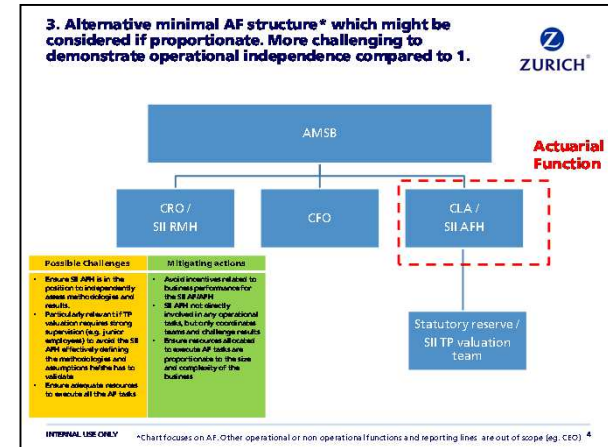 3. Alternative minimal AF structure* which might be
considered if proportionate. More challenging to
demonstrate operational independence compared to 1.
ZURICH®
AMSB
Actuarial
Function
CRO /
SII RMH
CFO
CLA /
SII AFH
Possible Challenges
• Ensure SII AFH is in the
position to independently
assess methodologies and
results.
• Particularly relevant if TP
valuation requires strong
supervision (e.g. junior
employees) to avoid the SII
AFH effectively defining
the methodologies and
assumptions he/she has to
validate
• Ensure adequate resources
to execute all the AF tasks
Mitigating actions
• Avoid incentives related to
business performance for
the SII AF/AFH
• SII AFH not directly
involved in any operational
tasks, but only coordinates
teams and challenge results
• Ensure resources allocated
to execute AF tasks are
proportionate to the size
and complexity of the
business
Statutory reserve /
SII TP valuation
team
INTERNAL USE ONLY
*Chart focuses on AF. Other operational or non operational functions and reporting lines are out of scope (eg. CEO) 4